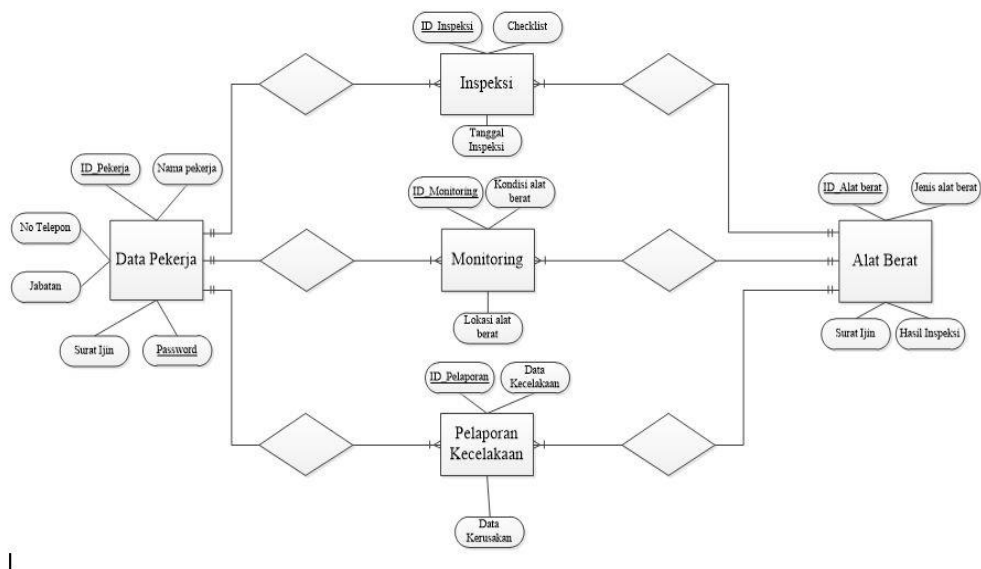 ID_Inspeksi
Checklist
Inspeksi
Tanggal
Inspeksi
ID_Pekerja
Nama pekerja
No Telepon
Data Pekerja
Jabatan
Surat Ijin
Password
ID_Monitoring
Kondisi alat
berat
Monitoring
Lokasi alat
berat
ID_Alat berat
Jenis alat berat
Alat Berat
Surat Ijin
Hasil Inspeksi
ID_Pelaporan
Data
Kecelakaan
Pelaporan
Kecelakaan
Data
Kerusakan